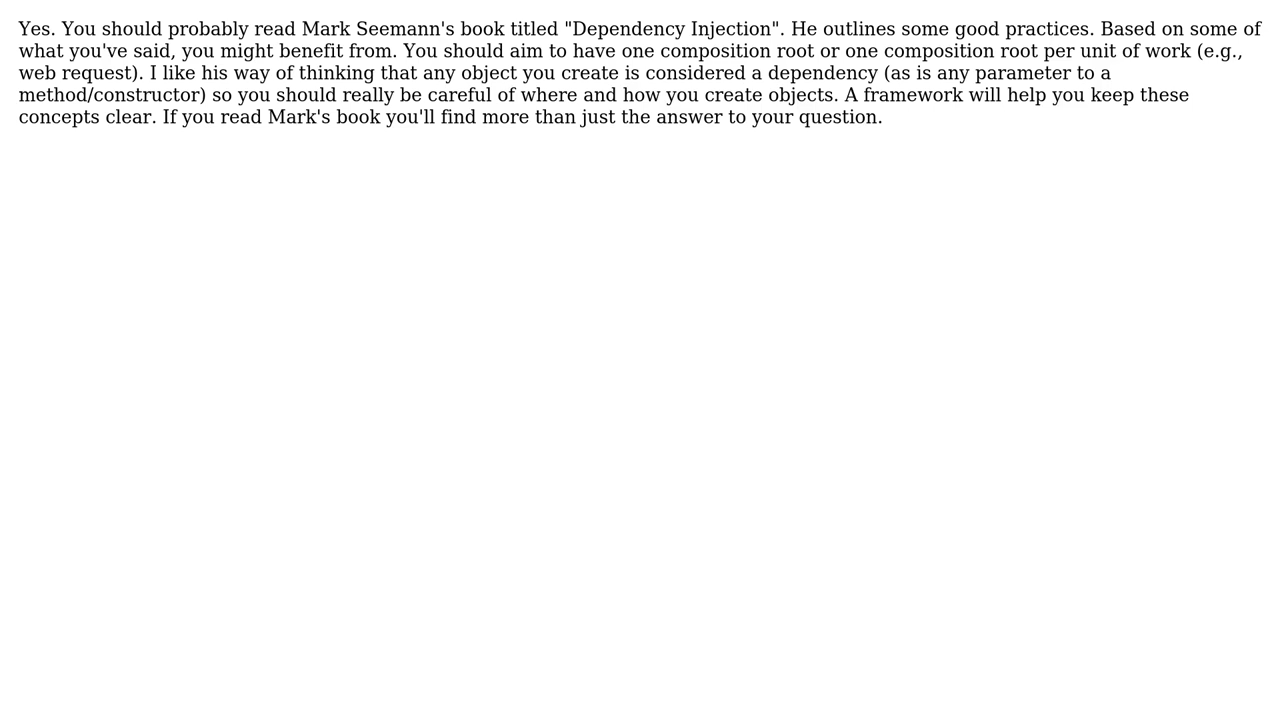 Yes. You should probably read Mark Seemann's book titled "Dependency Injection". He outlines some good practices. Based on some of
what you've said, you might benefit from. You should aim to have one composition root or one composition root per unit of work (e.g.,
web request). I like his way of thinking that any object you create is considered a dependency (as is any parameter to a
method/constructor) so you should really be careful of where and how you create objects. A framework will help you keep these
concepts clear. If you read Mark's book you'll find more than just the answer to your question.